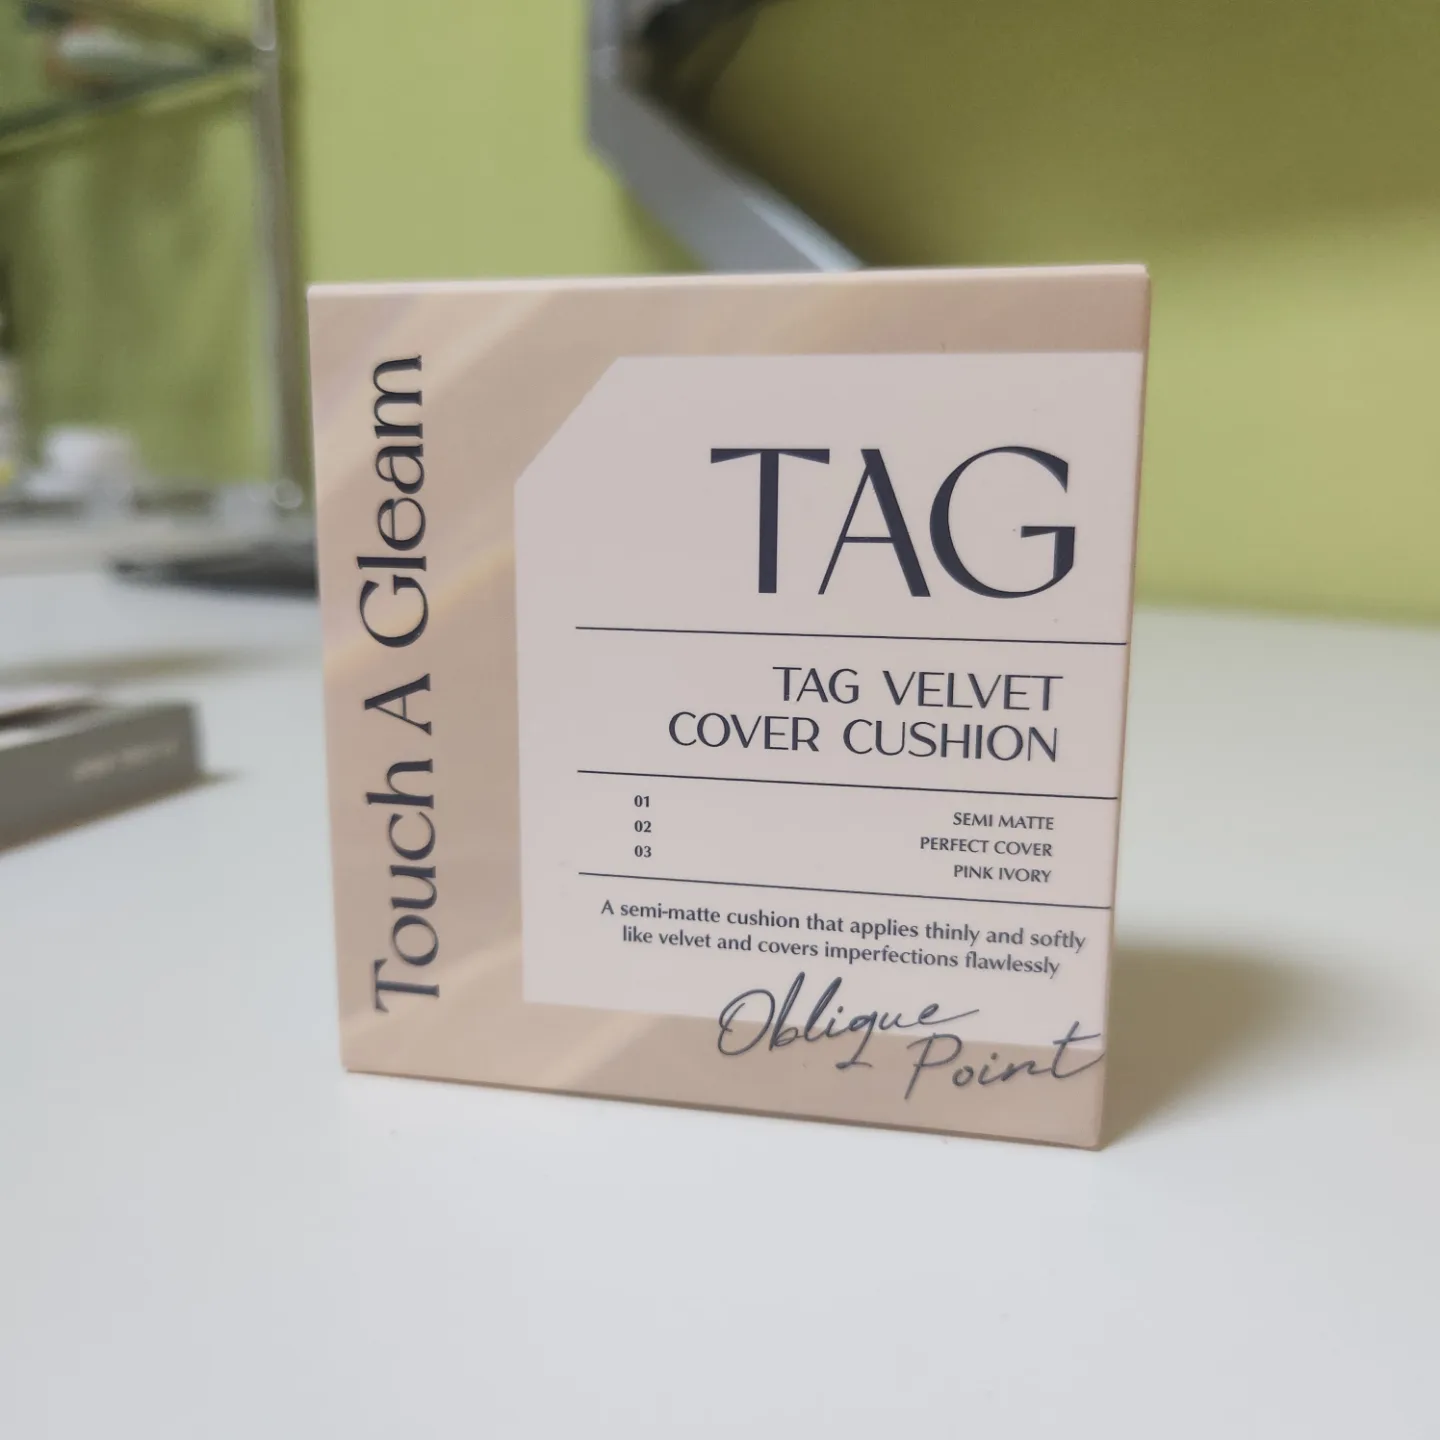 Touch A Gleam
TAG
TAG VELVET
COVER CUSHION
01 SEMI MATTE
02 PERFECT COVER
03 PINK IVORY
A semi-matte cushion that applies thinly and softly
like velvet and covers imperfections flawlessly
Oblique
Point